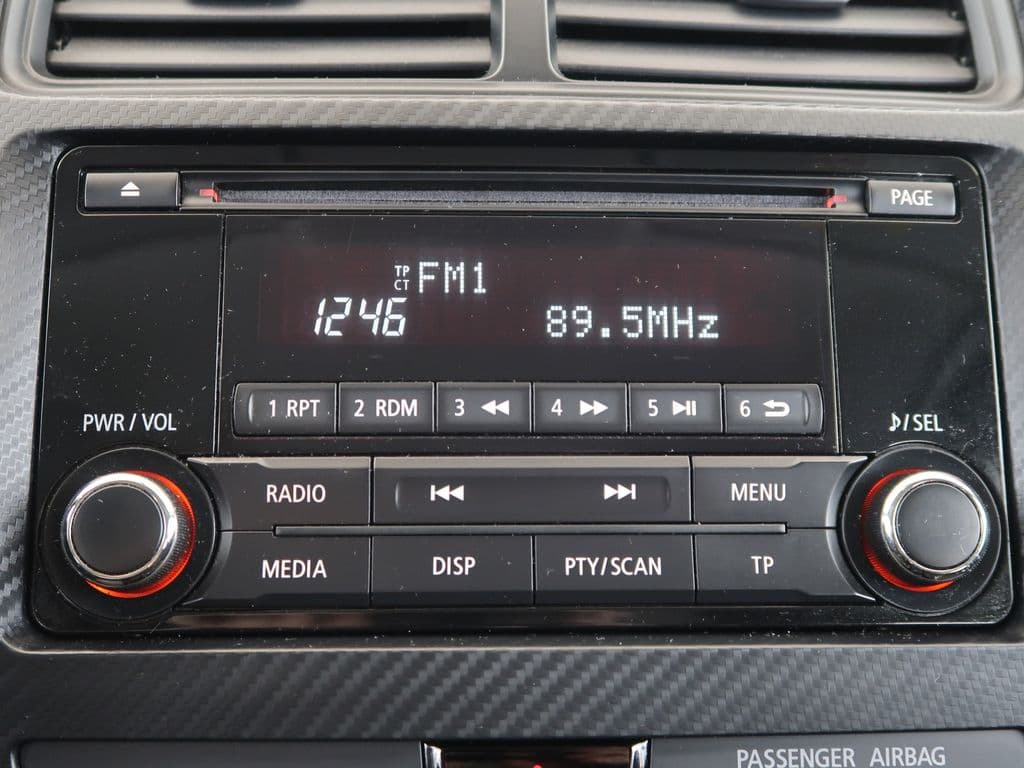 PAGE
TP FM1
CT
1246 89.5MHz
1 RPT 2 RDM 3 4 5 6
PWR / VOL /SEL
RADIO MENU
MEDIA DISP PTY/SCAN TP
PASSENGER AIRBAG